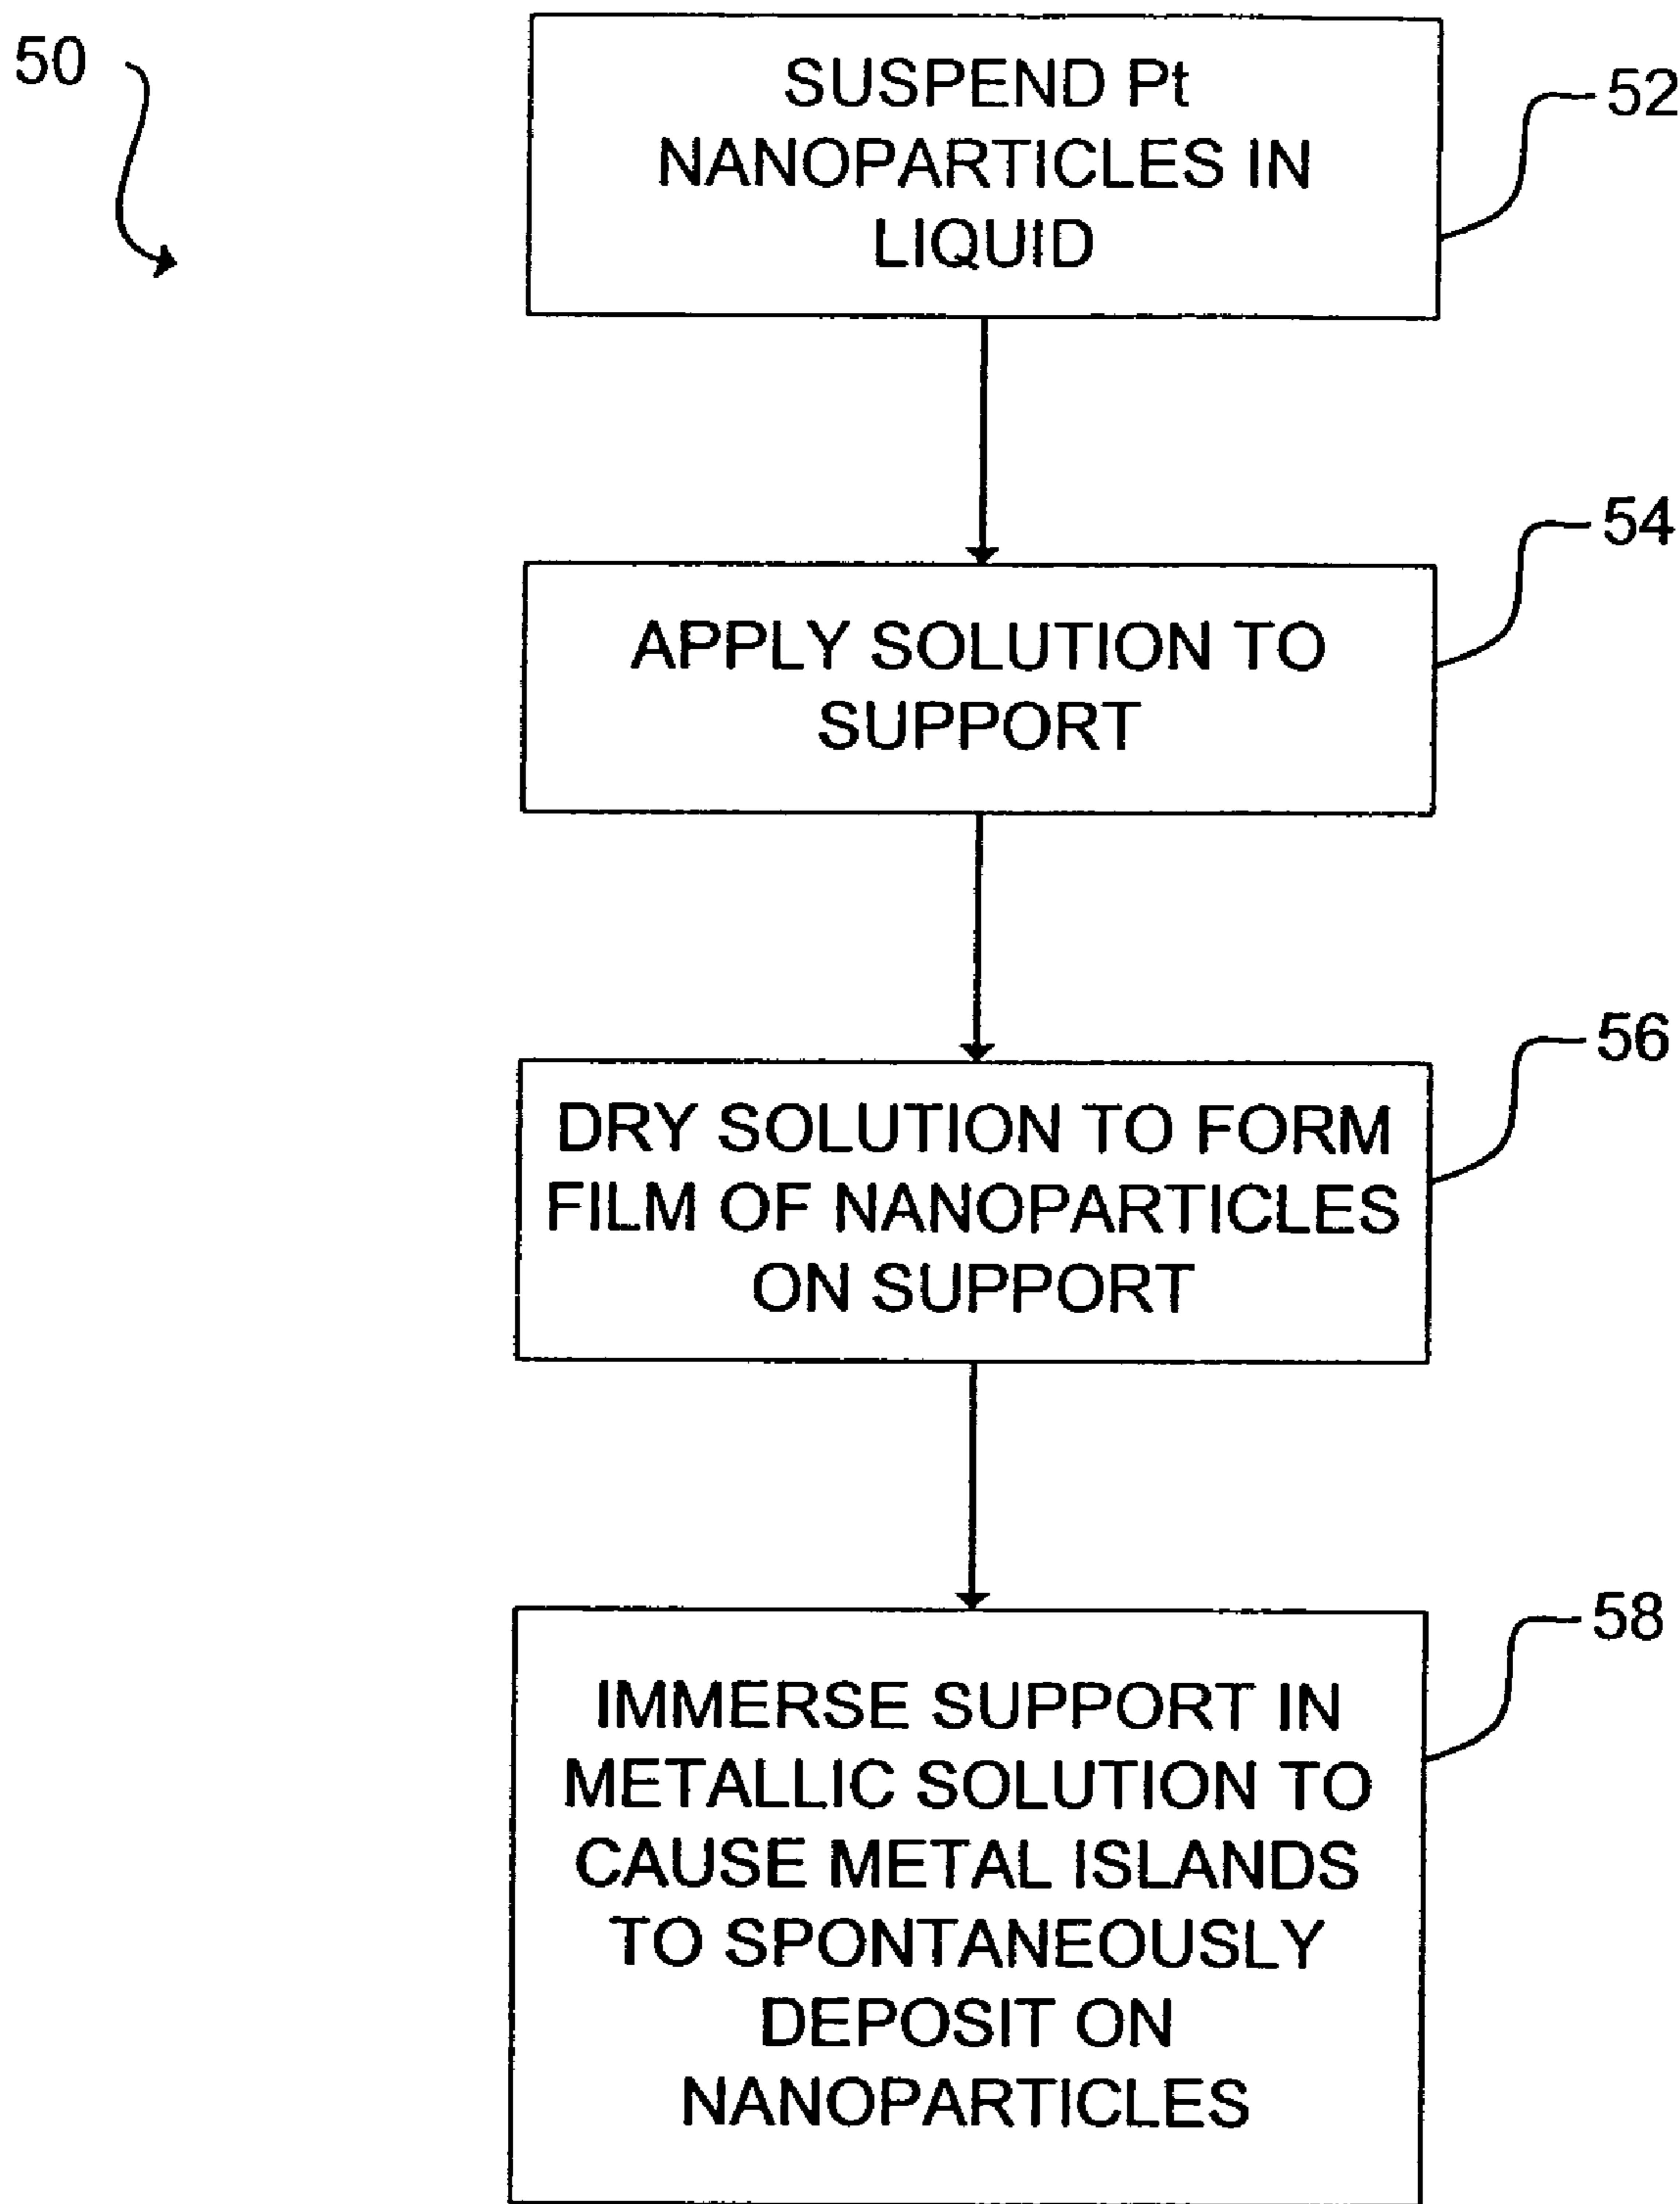 50
SUSPEND Pt
NANOPARTICLES IN
LIQUID
52
APPLY SOLUTION TO
SUPPORT
54
DRY SOLUTION TO FORM
FILM OF NANOPARTICLES
ON SUPPORT
56
IMMERSE SUPPORT IN
METALLIC SOLUTION TO
CAUSE METAL ISLANDS
TO SPONTANEOUSLY
DEPOSIT ON
NANOPARTICLES
58